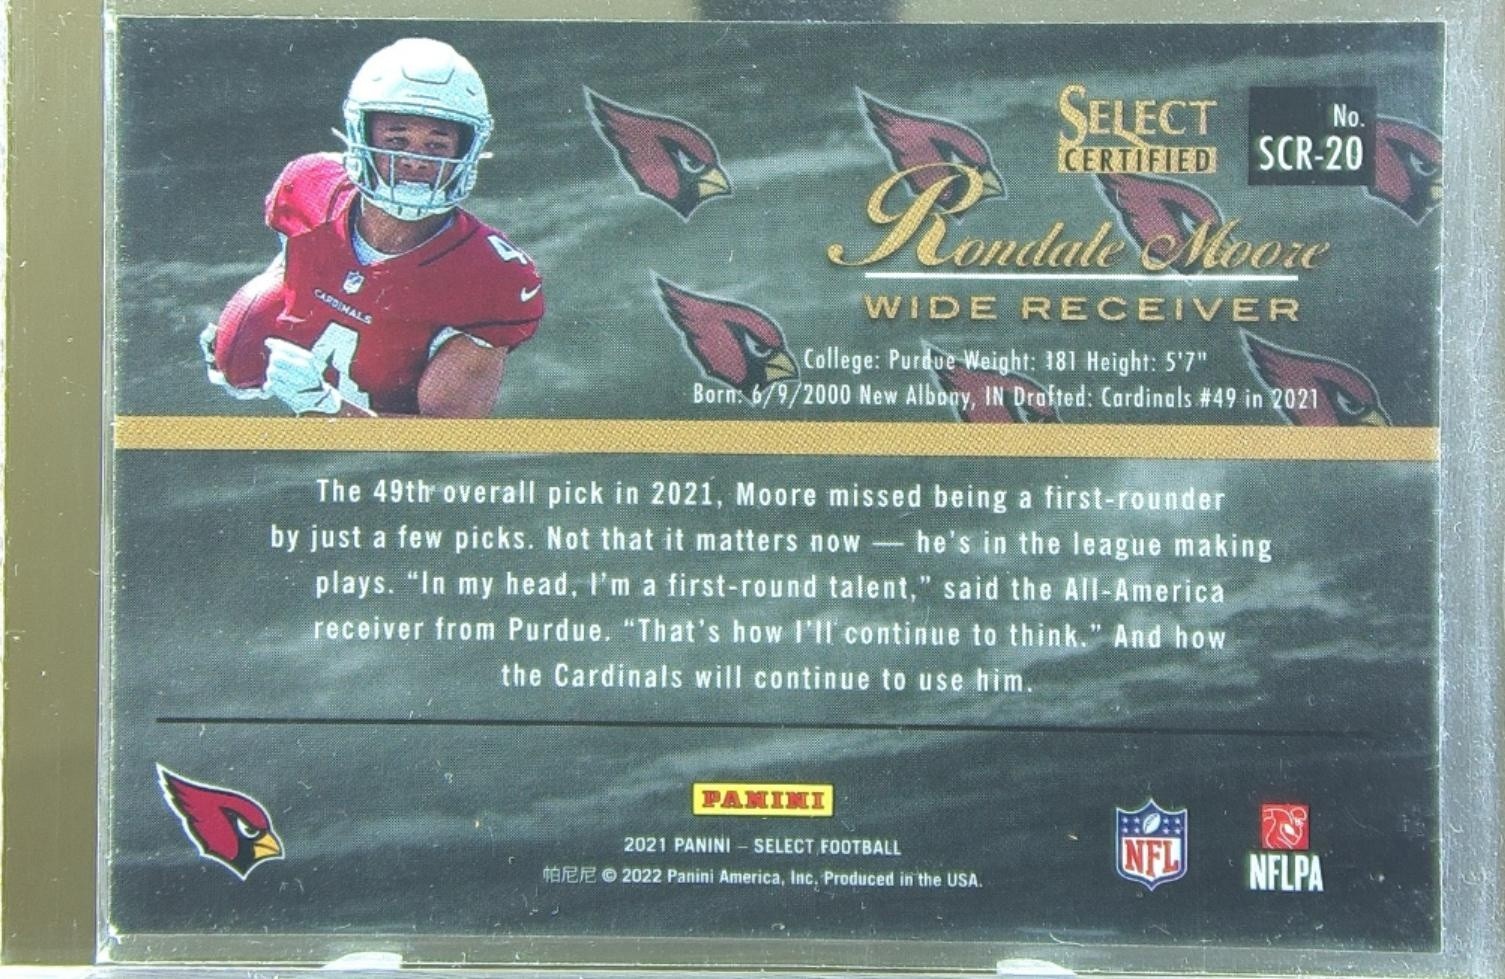 SELECT
CERTIFIED
No.
SCR-20
Rondale Moore
WIDE RECEIVER
College: Purdue Weight: 181 Height: 5'7"
Born: 6/9/2000 New Albony, IN Drafted: Cardinals #49 in 2021
4
CARDINALS
4
The 49th overall pick in 2021, Moore missed being a first-rounder
by just a few picks. Not that it matters now — he's in the league making
plays. “In my head, I'm a first-round talent,” said the All-America
receiver from Purdue. “That's how I'll continue to think.” And how
the Cardinals will continue to use him.
PANINI
2021 PANINI – SELECT FOOTBALL
帕尼尼 © 2022 Panini America, Inc. Produced in the USA.
NFL
NFLPA